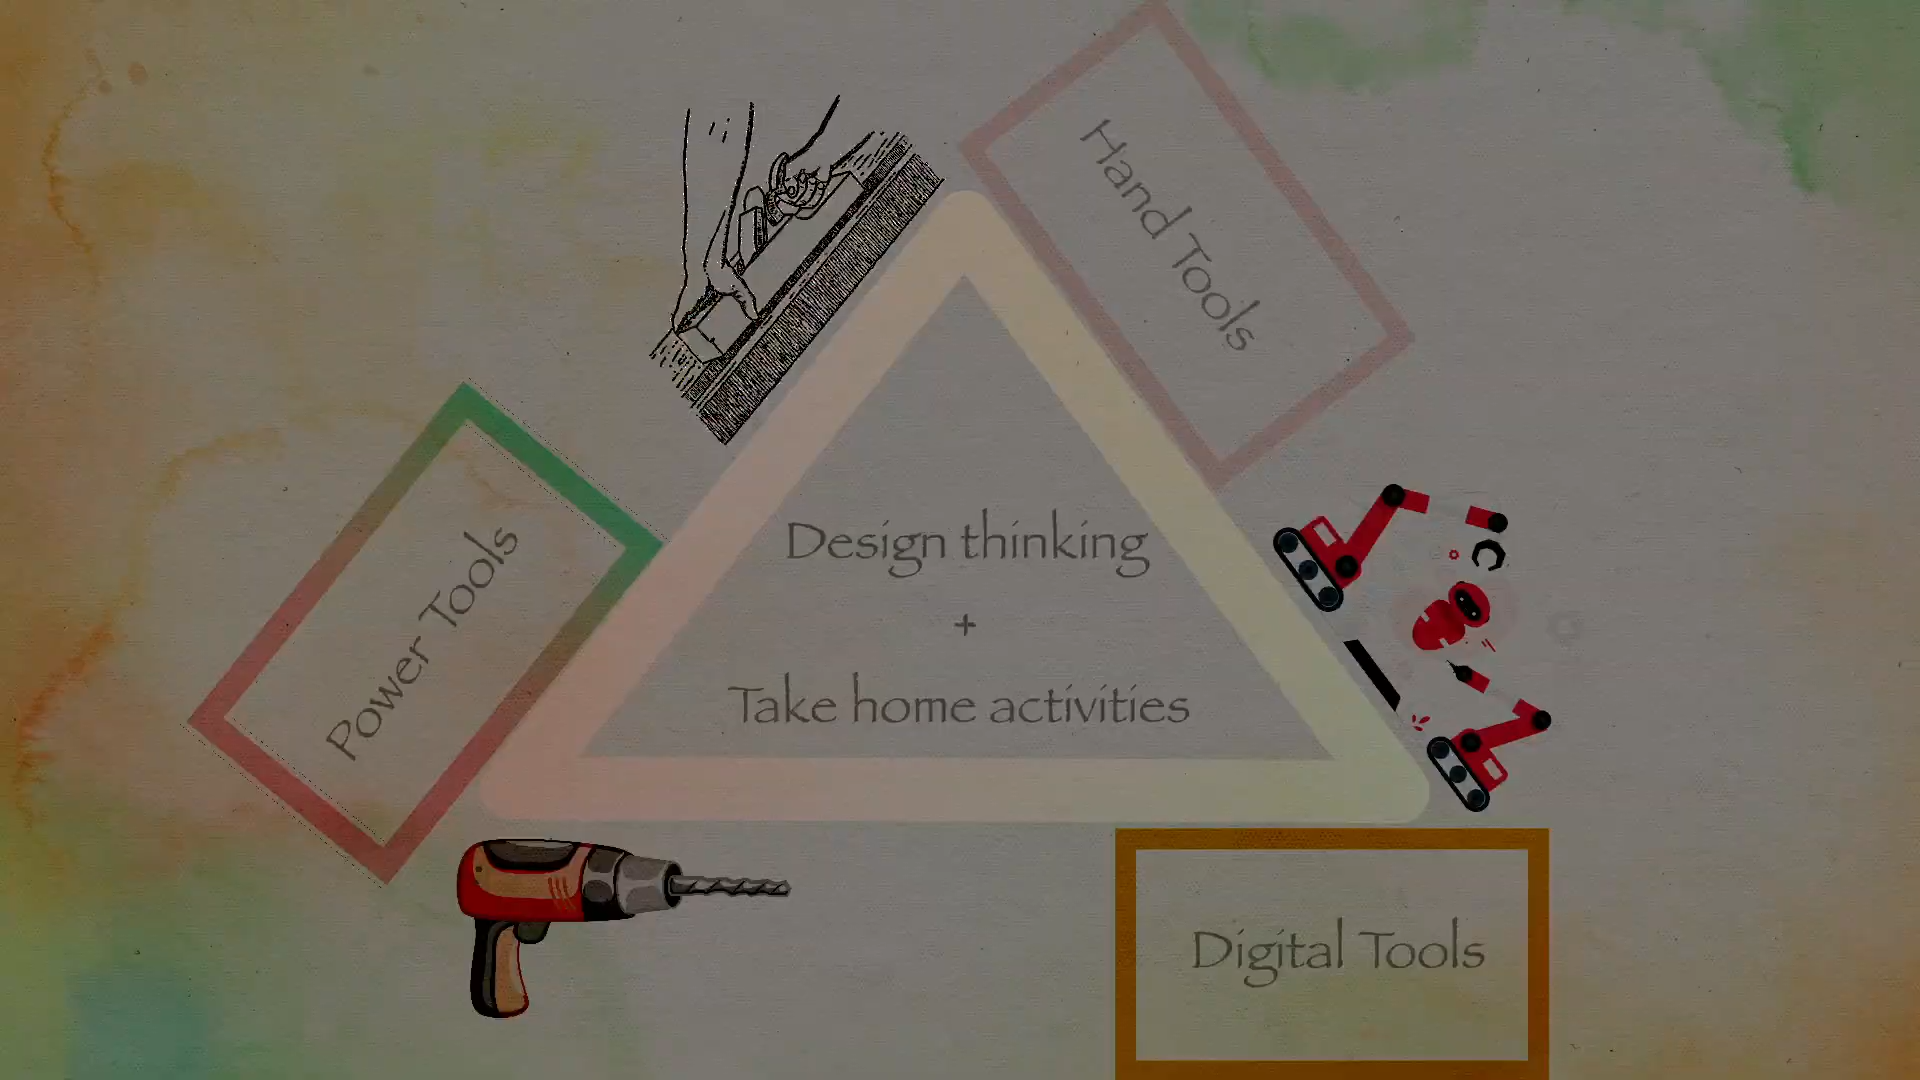 Hand Tools
Power Tools
Design thinking
+
Take home activities
Digital Tools